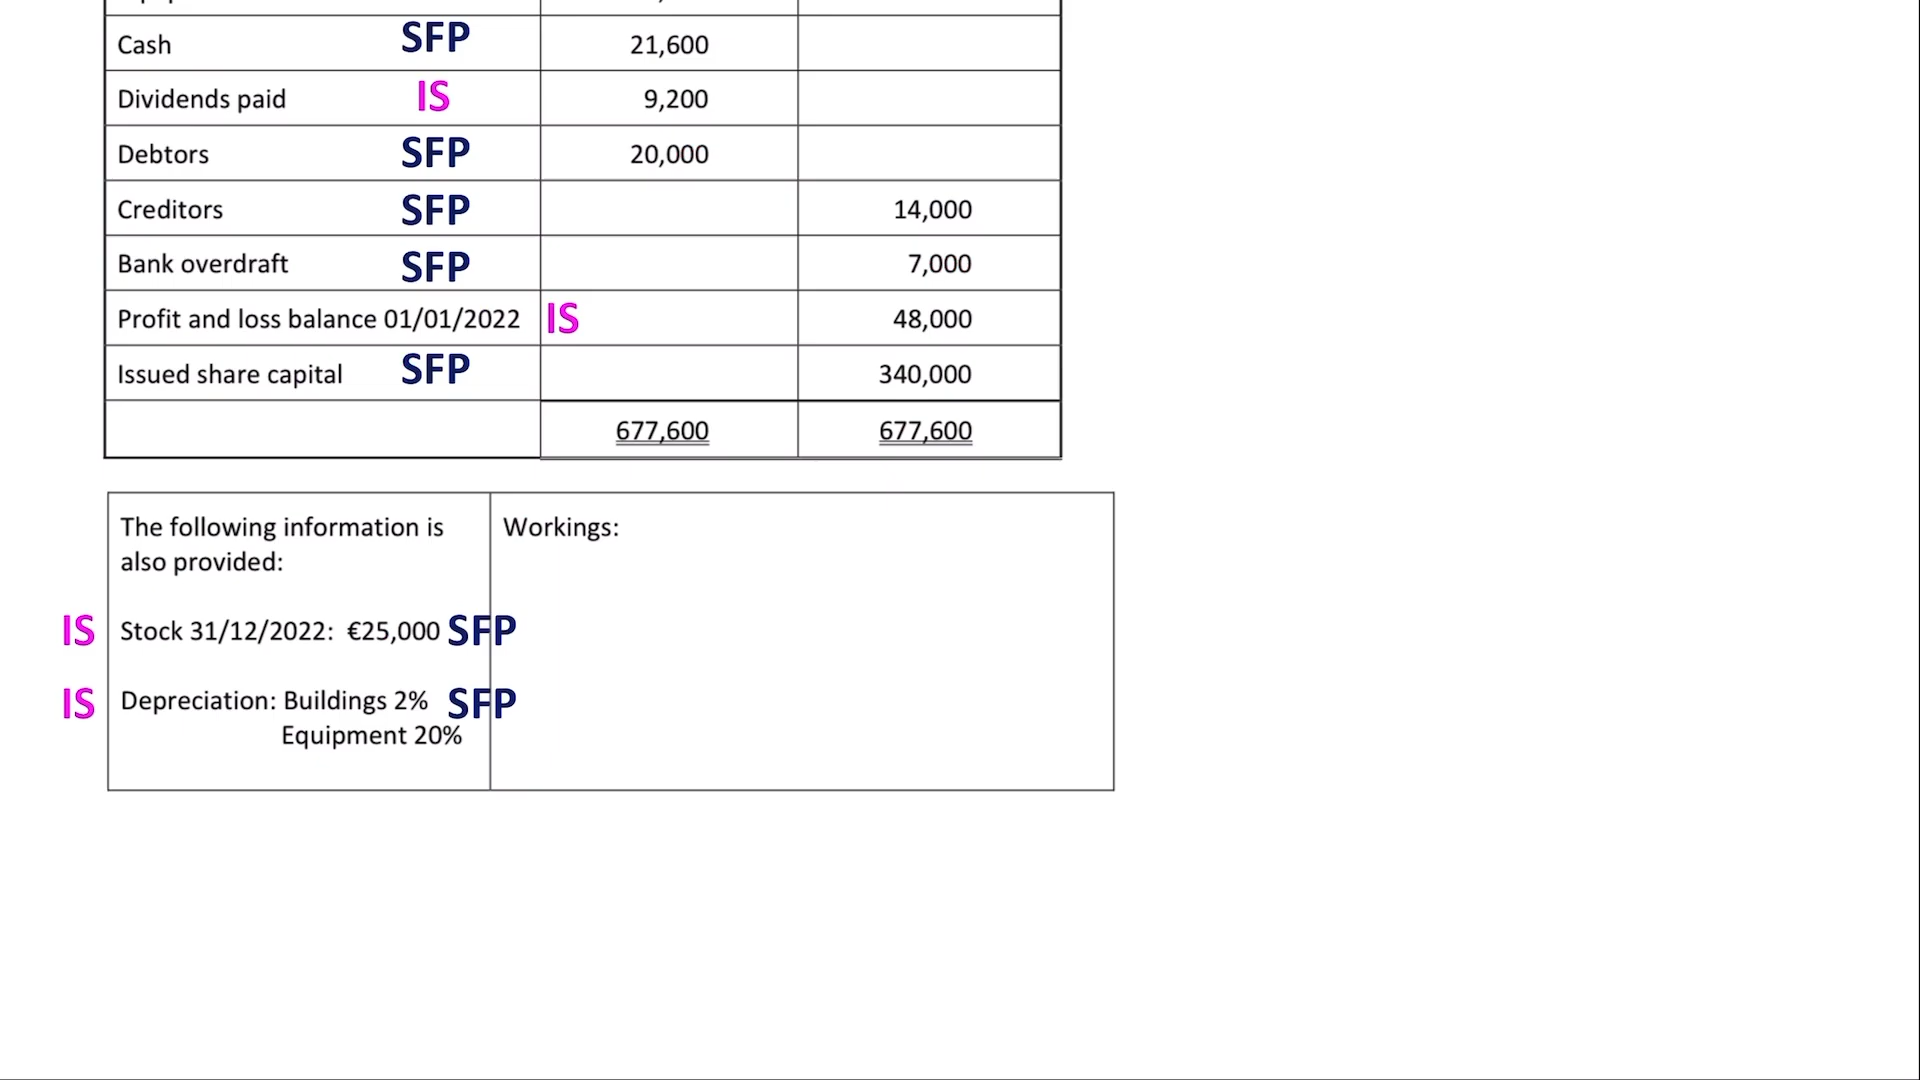 Cash SFP 21,600
Dividends paid IS 9,200
Debtors SFP 20,000
Creditors SFP 14,000
Bank overdraft SFP 7,000
Profit and loss balance 01/01/2022 IS 48,000
Issued share capital SFP 340,000
677,600 677,600
The following information is
also provided:
Workings:
IS Stock 31/12/2022: €25,000 SFP
IS Depreciation: Buildings 2% SFP
Equipment 20%